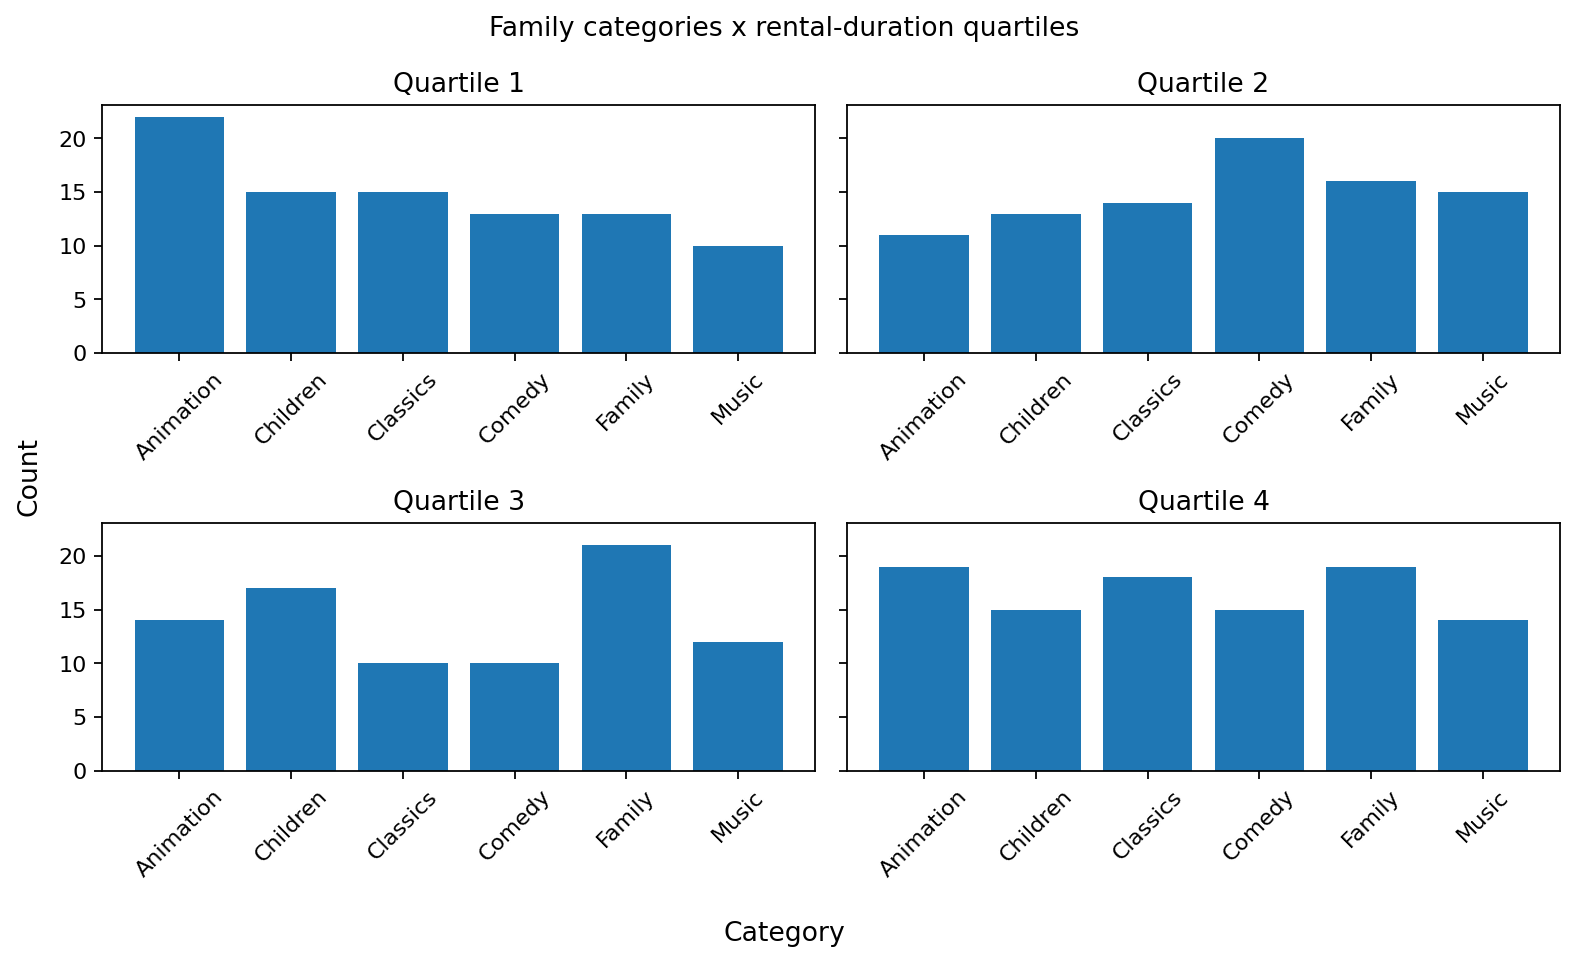 Family categories x rental-duration quartiles
Quartile 1
20
15
10
5
0
Animation
Children
Classics
Comedy
Family
Music
Quartile 2
Animation
Children
Classics
Comedy
Family
Music
Count
Quartile 3
20
15
10
5
0
Animation
Children
Classics
Comedy
Family
Music
Quartile 4
Animation
Children
Classics
Comedy
Family
Music
Category